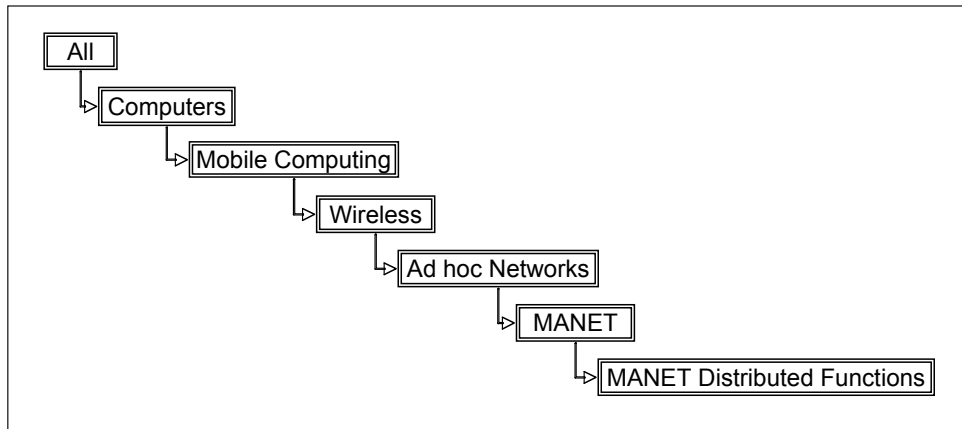 All
Computers
Mobile Computing
Wireless
Ad hoc Networks
MANET
MANET Distributed Functions